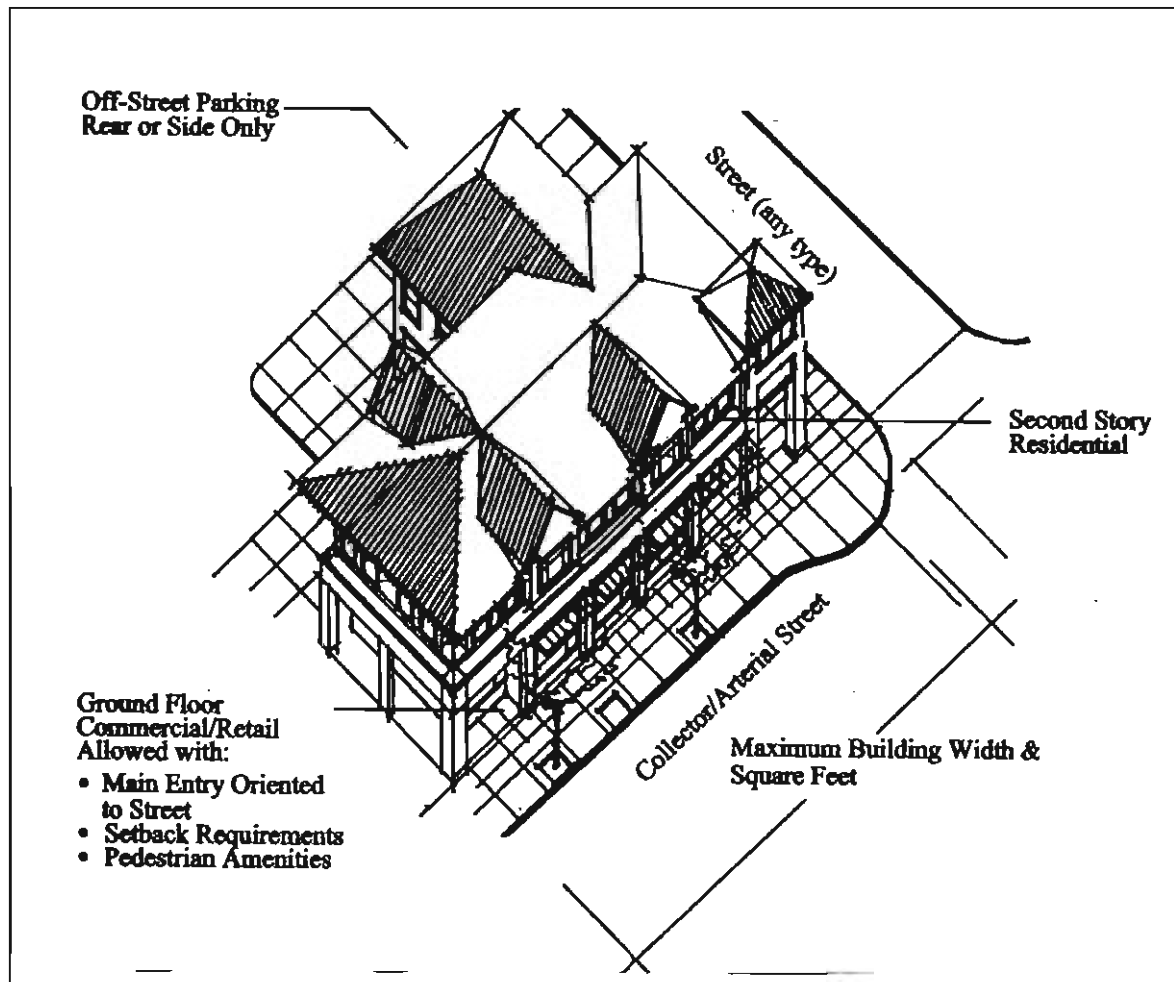 Off-Street Parking
Rear or Side Only
Street (any type)
Second Story
Residential
Collector/Arterial Street
Ground Floor
Commercial/Retail
Allowed with:
• Main Entry Oriented
to Street
• Setback Requirements
• Pedestrian Amenities
Maximum Building Width &
Square Feet